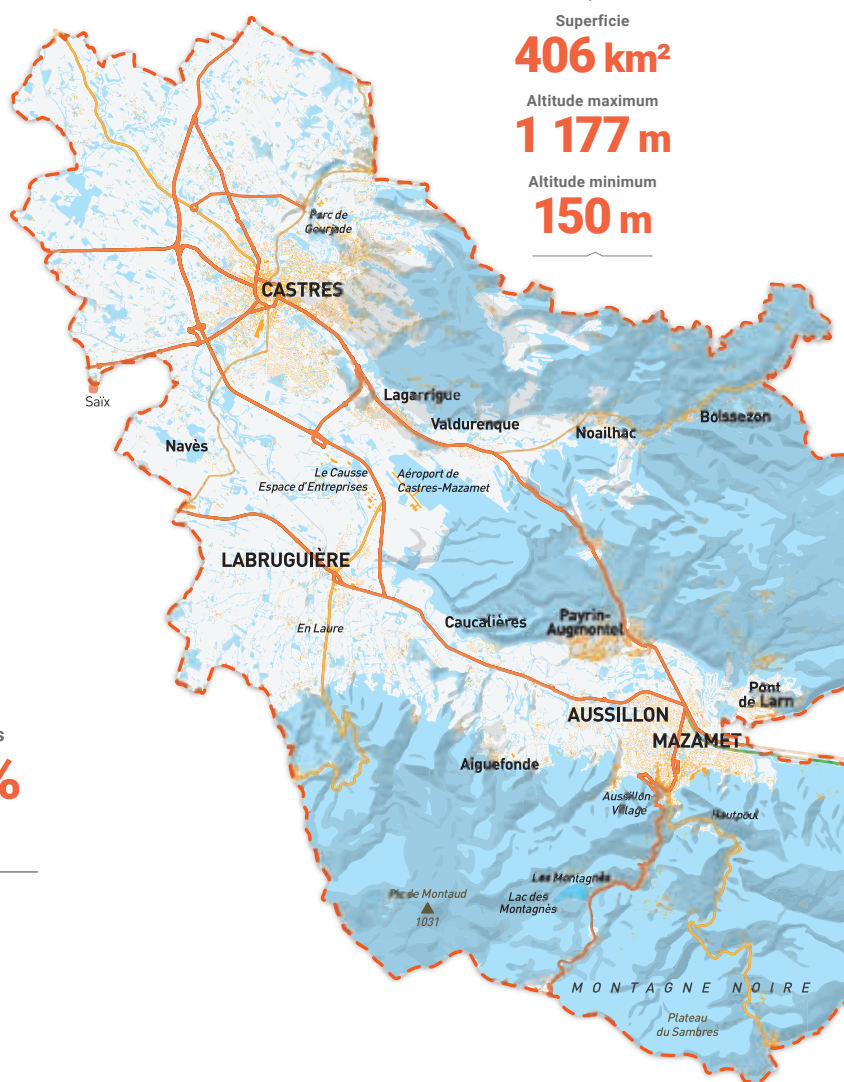 Superficie
406 km²
Altitude maximum
1 177 m
Altitude minimum
150 m
Parc de
Gourjade
CASTRES
Saïx
Lagarrigue
Valdurenque
Noailhac
Boissezon
Navès
Le Causse
Espace d'Entreprises
Aéroport de
Castres-Mazamet
LABRUGUIÈRE
En Laure
Caucalières
Payrin-
Augmontel
Pont
de Larn
AUSSILLON
MAZAMET
s
%
Aiguefonde
Aussillon-
Village
Hautpoul
Les Montagnès
Pic de Montaud
1031
Lac des
Montagnès
MONTAGNE NOIRE
Plateau
du Sambres